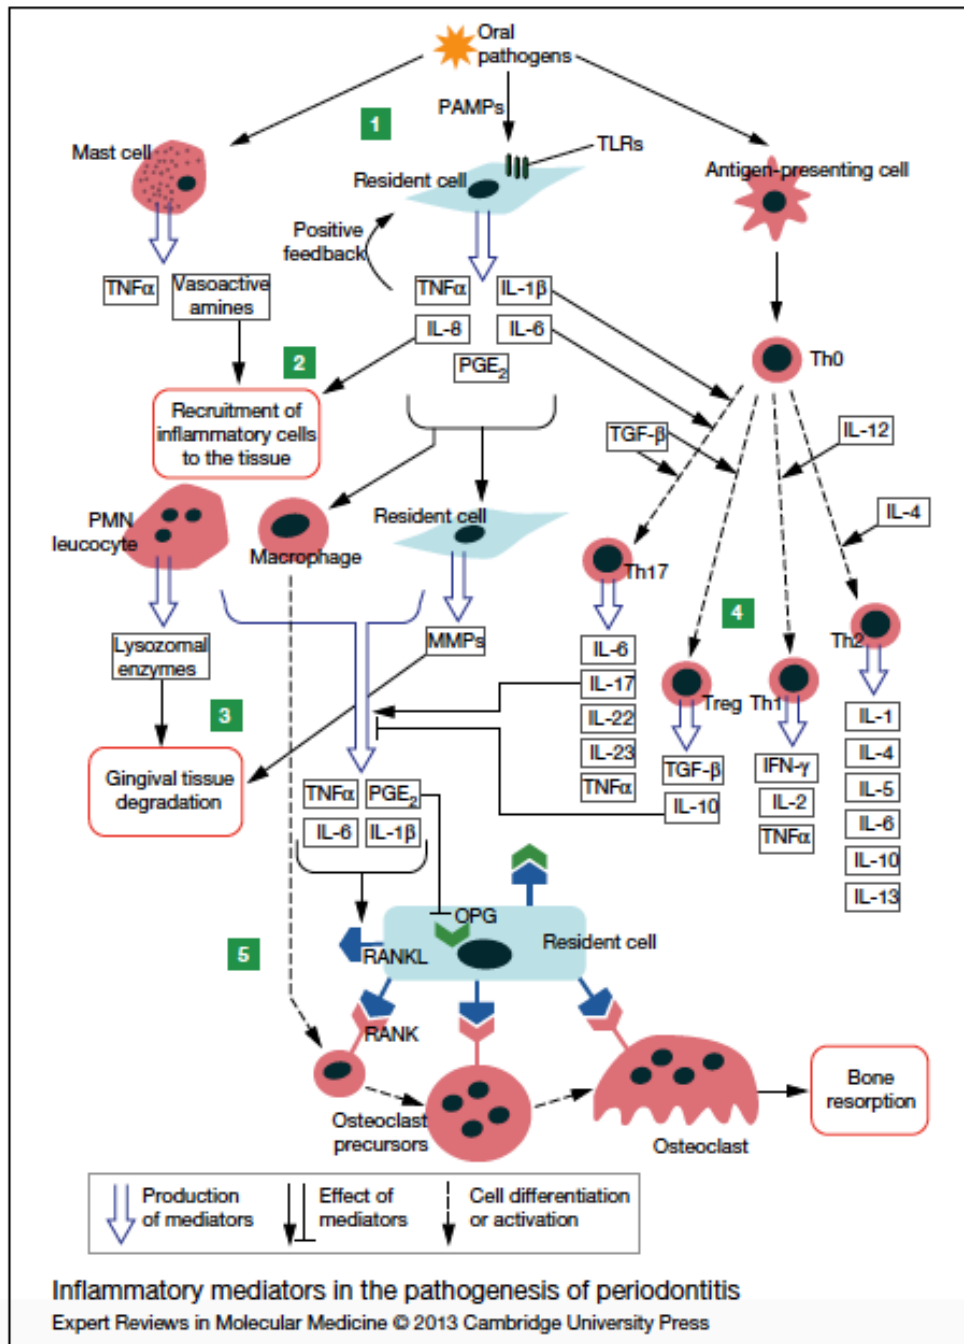 Oral
pathogens
PAMPs
1
Mast cell
TLRs
Resident cell
Antigen-presenting cell
Positive
feedback
TNFα
Vasoactive
amines
TNFα
IL-1β
IL-8
IL-6
PGE2
Th0
2
Recruitment of
inflammatory cells
to the tissue
TGF-β
IL-12
IL-4
PMN
leucocyte
Macrophage
Resident cell
Th17
4
Th2
Lysozomal
enzymes
MMPs
IL-6
IL-17
IL-22
IL-23
TNFα
Treg
Th1
TGF-β
IL-10
IFN-γ
IL-2
TNFα
IL-1
IL-4
IL-5
IL-6
IL-10
IL-13
3
Gingival tissue
degradation
TNFα
PGE2
IL-6
IL-1β
OPG
Resident cell
5
RANKL
RANK
Osteoclast
precursors
Osteoclast
Bone
resorption
Production
of mediators
Effect of
mediators
Cell differentiation
or activation
Inflammatory mediators in the pathogenesis of periodontitis
Expert Reviews in Molecular Medicine © 2013 Cambridge University Press